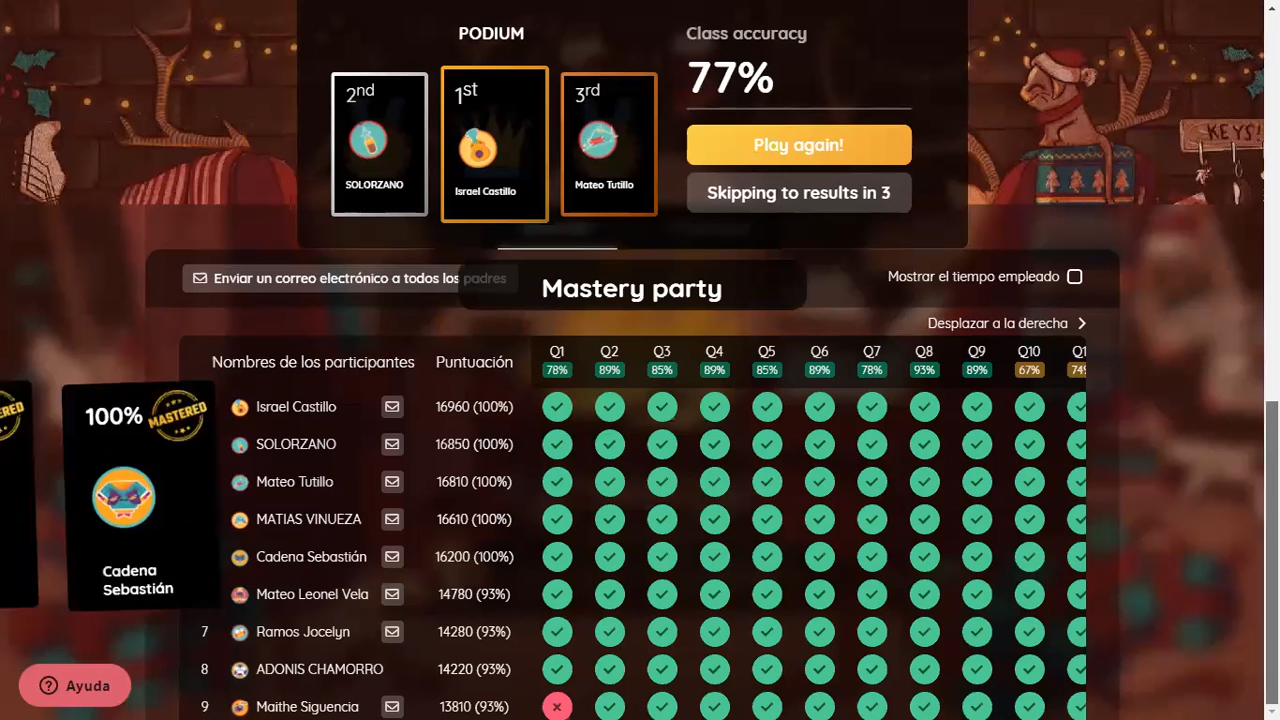 PODIUM
2nd
SOLORZANO
1st
Israel Castillo
3rd
Mateo Tutillo
Class accuracy
77%
Play again!
Skipping to results in 3
KEYS!
Enviar un correo electrónico a todos los padres
Mastery party
Mostrar el tiempo empleado
Desplazar a la derecha
Nombres de los participantes Puntuación Q1 Q2 Q3 Q4 Q5 Q6 Q7 Q8 Q9 Q10
78% 89% 85% 89% 85% 89% 78% 93% 89% 67% 74%
Israel Castillo 16960 (100%)
SOLORZANO 16850 (100%)
Mateo Tutillo 16810 (100%)
MATIAS VINUEZA 16610 (100%)
Cadena Sebastián 16200 (100%)
Mateo Leonel Vela 14780 (93%)
7 Ramos Jocelyn 14280 (93%)
8 ADONIS CHAMORRO 14220 (93%)
9 Maithe Siguencia 13810 (93%)
100% MASTERED
Cadena
Sebastián
Ayuda